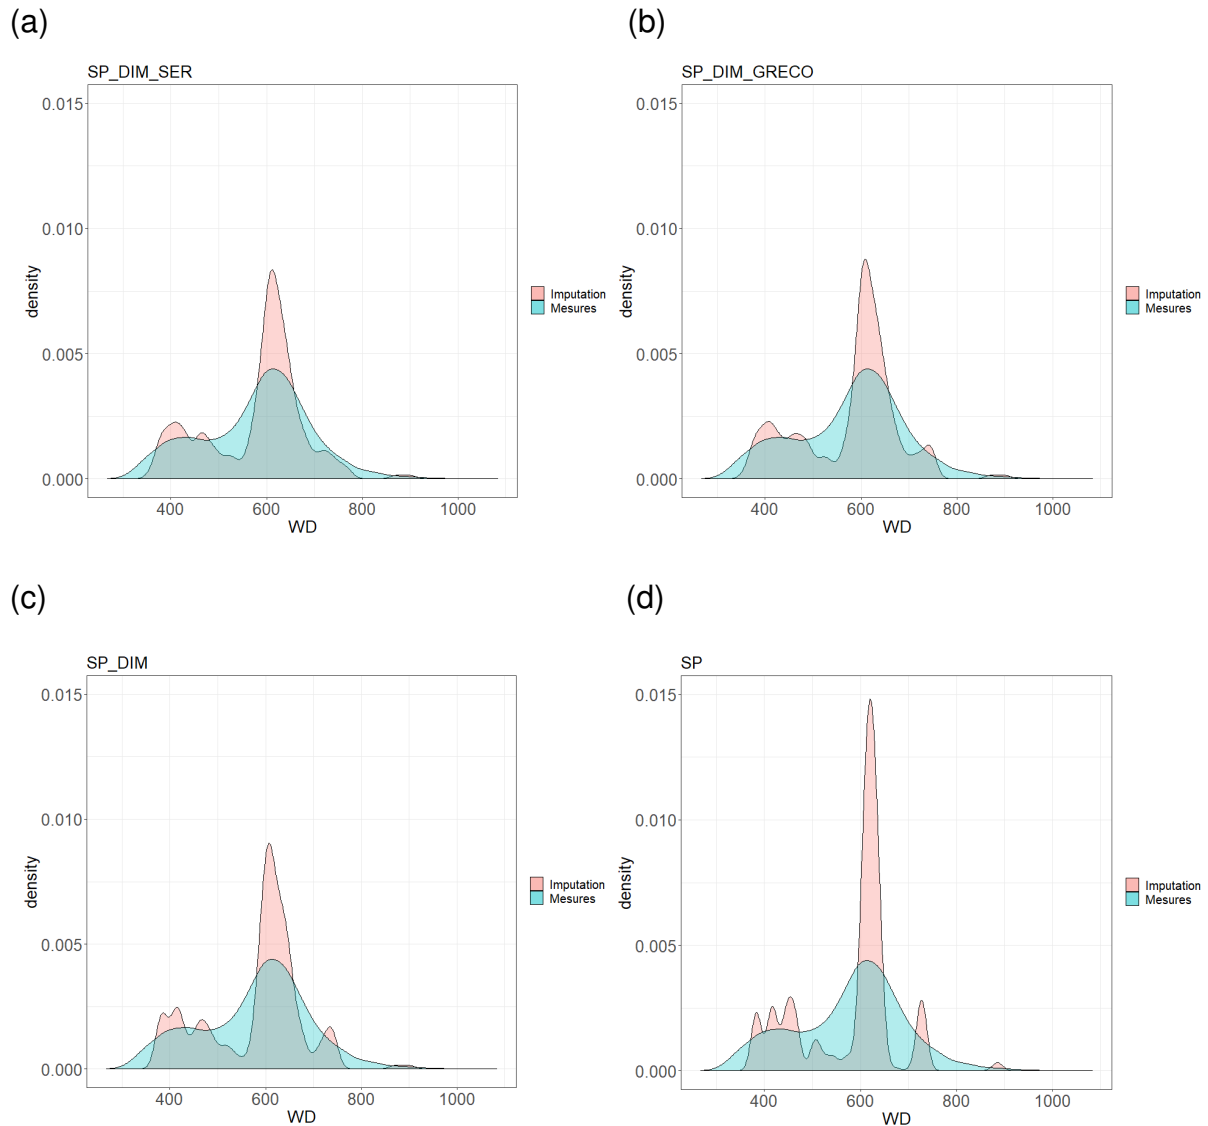 (a)
SP_DIM_SER
0.015
0.010
0.005
0.000
density
400 600 800 1000
WD
Imputation
Mesures
(b)
SP_DIM_GRECO
0.015
0.010
0.005
0.000
density
400 600 800 1000
WD
Imputation
Mesures
(c)
SP_DIM
0.015
0.010
0.005
0.000
density
400 600 800 1000
WD
Imputation
Mesures
(d)
SP
0.015
0.010
0.005
0.000
density
400 600 800 1000
WD
Imputation
Mesures